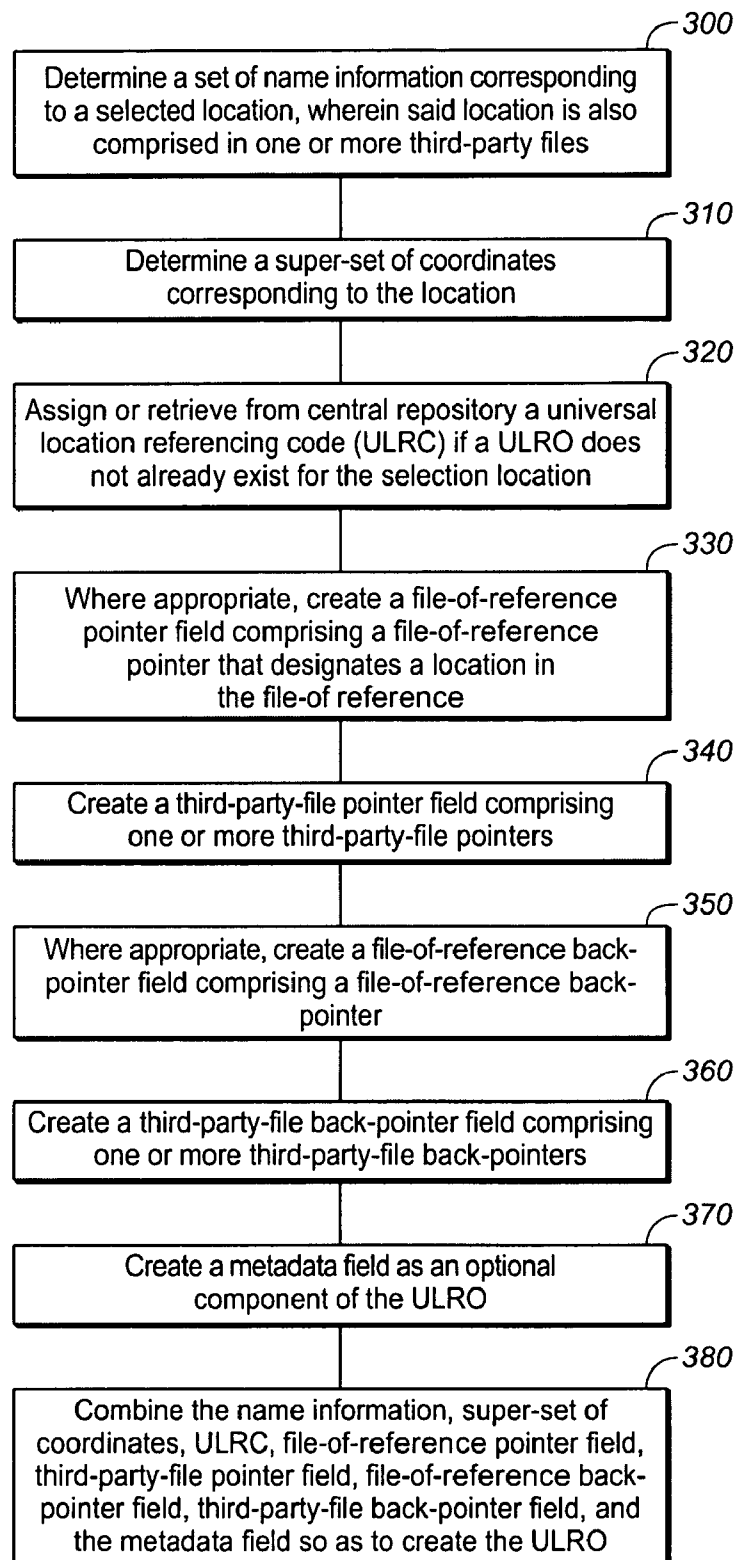 300
Determine a set of name information corresponding
to a selected location, wherein said location is also
comprised in one or more third-party files
310
Determine a super-set of coordinates
corresponding to the location
320
Assign or retrieve from central repository a universal
location referencing code (ULRC) if a ULRO does
not already exist for the selection location
330
Where appropriate, create a file-of-reference
pointer field comprising a file-of-reference
pointer that designates a location in
the file-of reference
340
Create a third-party-file pointer field comprising
one or more third-party-file pointers
350
Where appropriate, create a file-of-reference back-
pointer field comprising a file-of-reference back-
pointer
360
Create a third-party-file back-pointer field comprising
one or more third-party-file back-pointers
370
Create a metadata field as an optional
component of the ULRO
380
Combine the name information, super-set of
coordinates, ULRC, file-of-reference pointer field,
third-party-file pointer field, file-of-reference back-
pointer field, third-party-file back-pointer field, and
the metadata field so as to create the ULRO